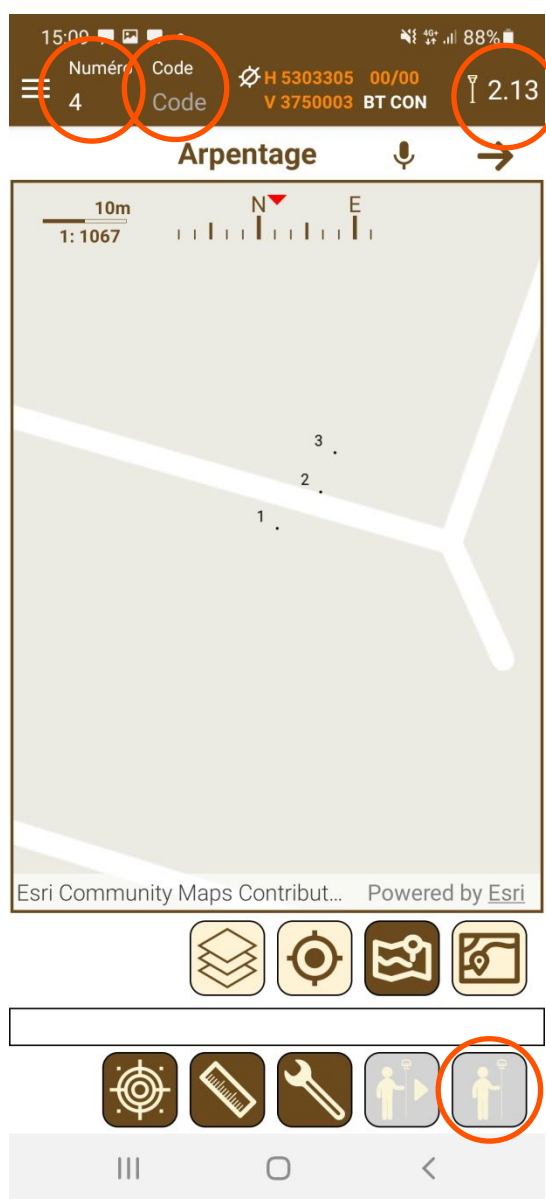 15:09 4G+ 88%
Numéro Code H 5303305 00/00 2.13
4 Code V 3750003 BT CON
Arpentage
10m N E
1: 1067
3
2
1
Esri Community Maps Contribut... Powered by Esri